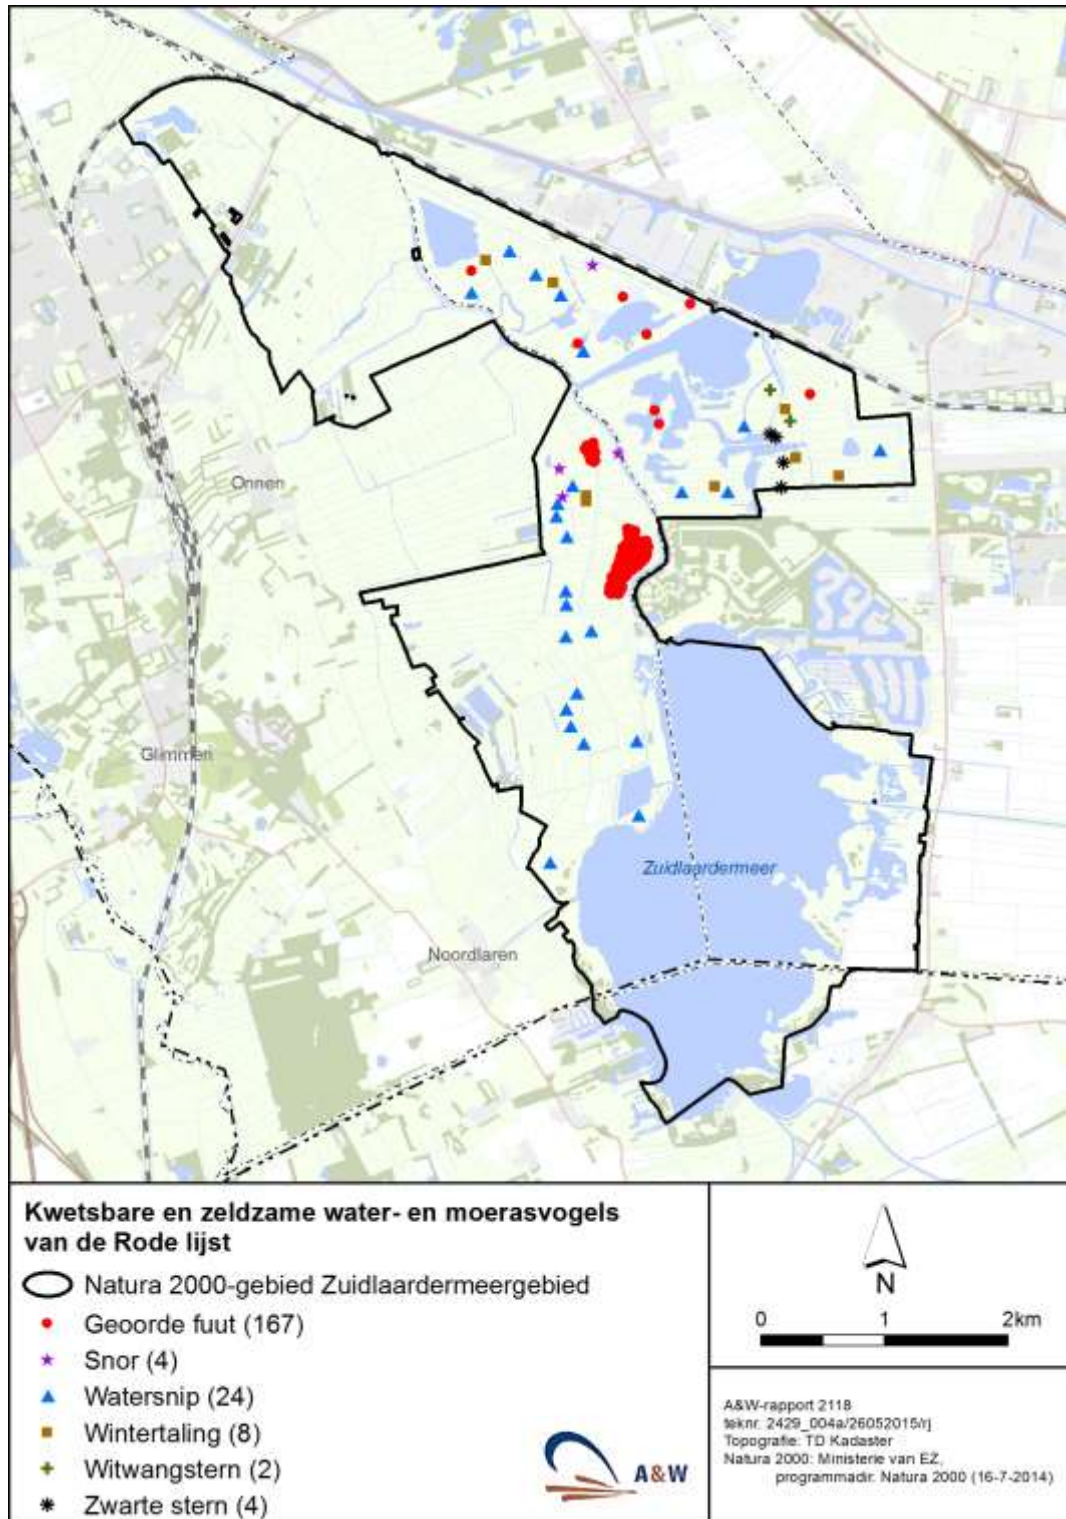 Onnen
Glimmen
Zuidlaardermeer
Noordlaren
Kwetsbare en zeldzame water- en moerasvogels
van de Rode lijst
Natura 2000-gebied Zuidlaardermeergebied
Geoorde fuut (167)
Snor (4)
Watersnip (24)
Wintertaling (8)
Witwangstern (2)
Zwarte stern (4)
A&W
N
0 1 2km
A&W-rapport 2118
teknr. 2429_004a/26052015/rj
Topografie: TD Kadaster
Natura 2000: Ministerie van EZ,
programmadir. Natura 2000 (16-7-2014)